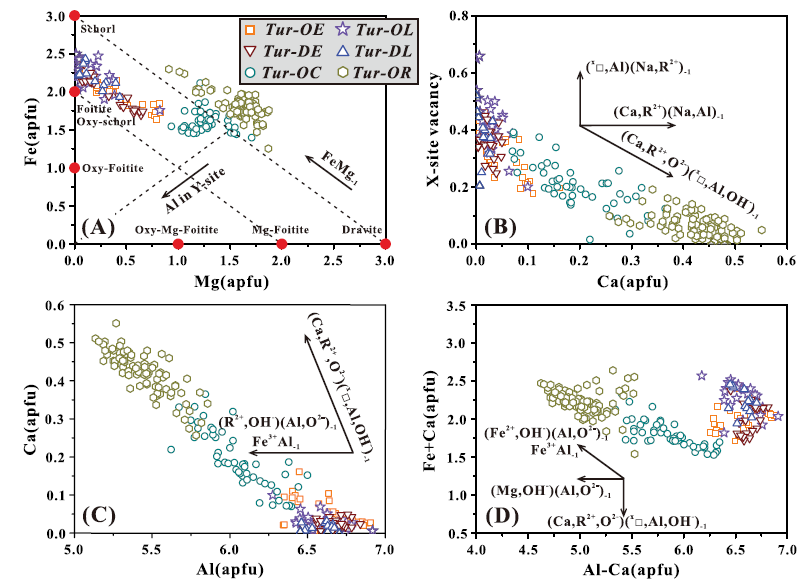 3.0
2.5
2.0
1.5
1.0
0.5
0.0
Fe(apfu)
Schorl
Foitite
Oxy-schorl
Oxy-Foitite
Oxy-Mg-Foitite
Mg-Foitite
Dravite
Al in Y-site
FeMg-1
(A)
Tur-OE
Tur-OL
Tur-DE
Tur-DL
Tur-OC
Tur-OR
0.0
0.5
1.0
1.5
2.0
2.5
3.0
Mg(apfu)
0.8
0.6
0.4
0.2
0.0
X-site vacancy
(x□,Al)(Na,R2+)-1
(Ca,R2+)(Na,Al)-1
(Ca,R2+,O2-)(x□,Al,OH-)-1
(B)
0.0
0.1
0.2
0.3
0.4
0.5
0.6
Ca(apfu)
0.6
0.5
0.4
0.3
0.2
0.1
0.0
Ca(apfu)
(Ca,R2+,O2-)(x□,Al,OH-)-1
(R2+,OH-)(Al,O2-)-1
Fe3+Al-1
(C)
5.0
5.5
6.0
6.5
7.0
Al(apfu)
3.5
3.0
2.5
2.0
1.5
1.0
0.5
Fe+Ca(apfu)
(Fe2+,OH-)(Al,O2-)-1
Fe3+Al-1
(Mg,OH-)(Al,O2-)-1
(Ca,R2+,O2-)(x□,Al,OH-)-1
(D)
4.0
4.5
5.0
5.5
6.0
6.5
7.0
Al-Ca(apfu)